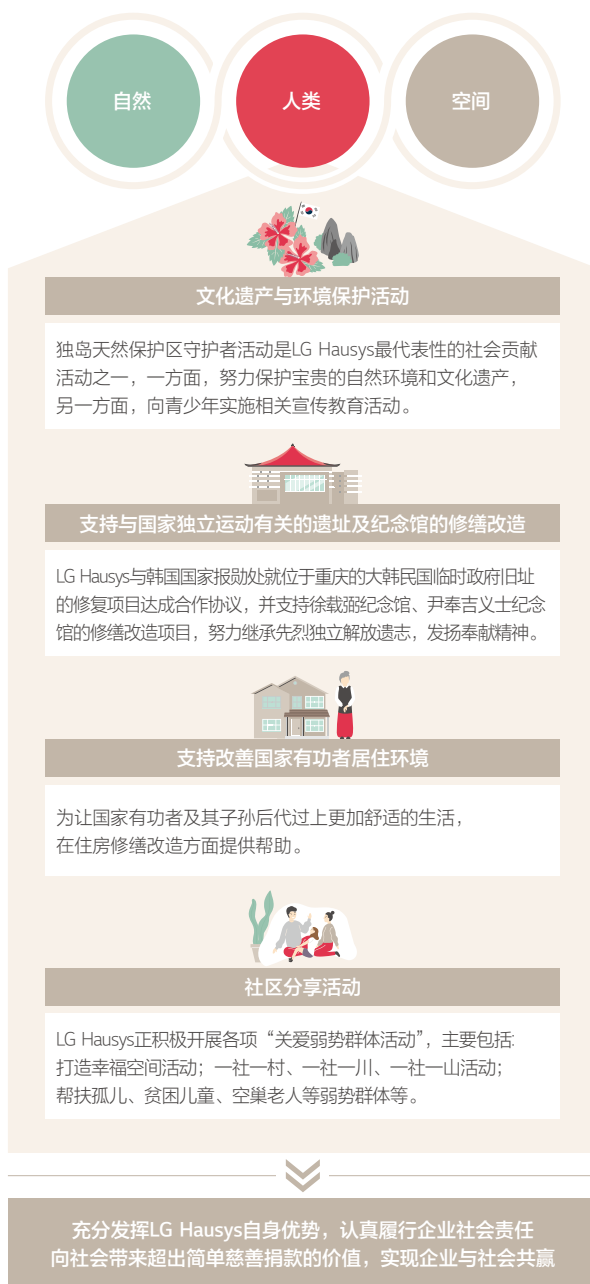 自然
人类
空间
文化遗产与环境保护活动
独岛天然保护区守护者活动是LG Hausys最代表性的社会贡献
活动之一，一方面，努力保护宝贵的自然环境和文化遗产，
另一方面，向青少年实施相关宣传教育活动。
支持与国家独立运动有关的遗址及纪念馆的修缮改造
LG Hausys与韩国国家报勋处就位于重庆的大韩民国临时政府旧址
的修复项目达成合作协议，并支持徐载弼纪念馆、尹奉吉义士纪念
馆的修缮改造项目，努力继承先烈独立解放遗志，发扬奉献精神。
支持改善国家有功者居住环境
为让国家有功者及其子孙后代过上更加舒适的生活，
在住房修缮改造方面提供帮助。
社区分享活动
LG Hausys正积极开展各项“关爱弱势群体活动”，主要包括:
打造幸福空间活动；一社一村、一社一川、一社一山活动；
帮扶孤儿、贫困儿童、空巢老人等弱势群体等。
充分发挥LG Hausys自身优势，认真履行企业社会责任
向社会带来超出简单慈善捐款的价值，实现企业与社会共赢